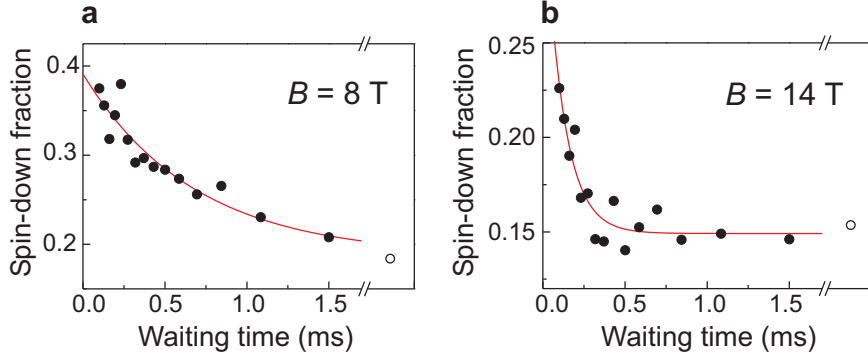 a
B = 8 T
Spin-down fraction
0.4
0.3
0.2
0.0 0.5 1.0 1.5
Waiting time (ms)
b
B = 14 T
Spin-down fraction
0.25
0.20
0.15
0.0 0.5 1.0 1.5
Waiting time (ms)